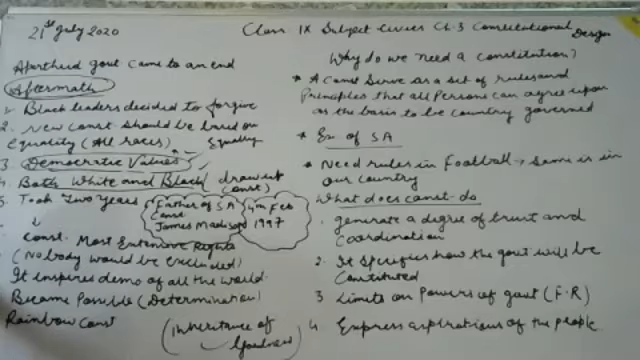 21st July 2020
Class IX Subject Civics Ch.3 Constitutional Design
Apartheid govt came to an end
Aftermath
1. Black leaders decided to forgive
2. New const should be based on
equality (All races) Equality
3. Democratic Values
4. Both White and Black draw out (const)
5. Took Two Years
Father of SA
Const
James Madison
4th Feb
1997
const. Most Extensive Rights
(Nobody would be excluded)
It inspires demo of all the world.
Became Possible (Determination)
Rainbow Const
(Inheritance of
Goodness)
Why do we need a constitution?
* A Const Serve as a set of rules and
Principles that all Persons can agree upon
as the basis to be country governed
* Ex. of SA
* Need rules in Football → same is in
our country
What does const. do
1. generate a degree of trust and
coordination
2. It specifies how the govt will be
Constituted
3 Limits on Powers of govt (F.R)
4. Express aspirations of the people.